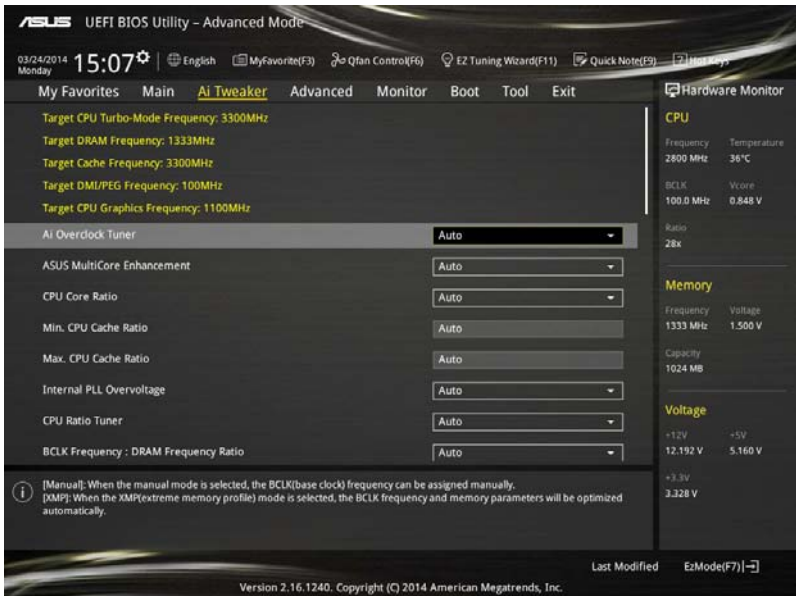 ASUS UEFI BIOS Utility – Advanced Mode
03/24/2014
Monday
15:07
English
MyFavorite(F3)
Qfan Control(F6)
EZ Tuning Wizard(F11)
Quick Note(F9)
Hot Keys
My Favorites
Main
Ai Tweaker
Advanced
Monitor
Boot
Tool
Exit
Target CPU Turbo-Mode Frequency: 3300MHz
Target DRAM Frequency: 1333MHz
Target Cache Frequency: 3300MHz
Target DMI/PEG Frequency: 100MHz
Target CPU Graphics Frequency: 1100MHz
Ai Overclock Tuner Auto
ASUS MultiCore Enhancement Auto
CPU Core Ratio Auto
Min. CPU Cache Ratio Auto
Max. CPU Cache Ratio Auto
Internal PLL Overvoltage Auto
CPU Ratio Tuner Auto
BCLK Frequency : DRAM Frequency Ratio Auto
[Manual]: When the manual mode is selected, the BCLK(base clock) frequency can be assigned manually.
[XMP]: When the XMP(extreme memory profile) mode is selected, the BCLK frequency and memory parameters will be optimized
automatically.
Hardware Monitor
CPU
Frequency Temperature
2800 MHz 36°C
BCLK Vcore
100.0 MHz 0.848 V
Ratio
28x
Memory
Frequency Voltage
1333 MHz 1.500 V
Capacity
1024 MB
Voltage
+12V +5V
12.192 V 5.160 V
+3.3V
3.328 V
Last Modified
EzMode(F7)
Version 2.16.1240. Copyright (C) 2014 American Megatrends, Inc.